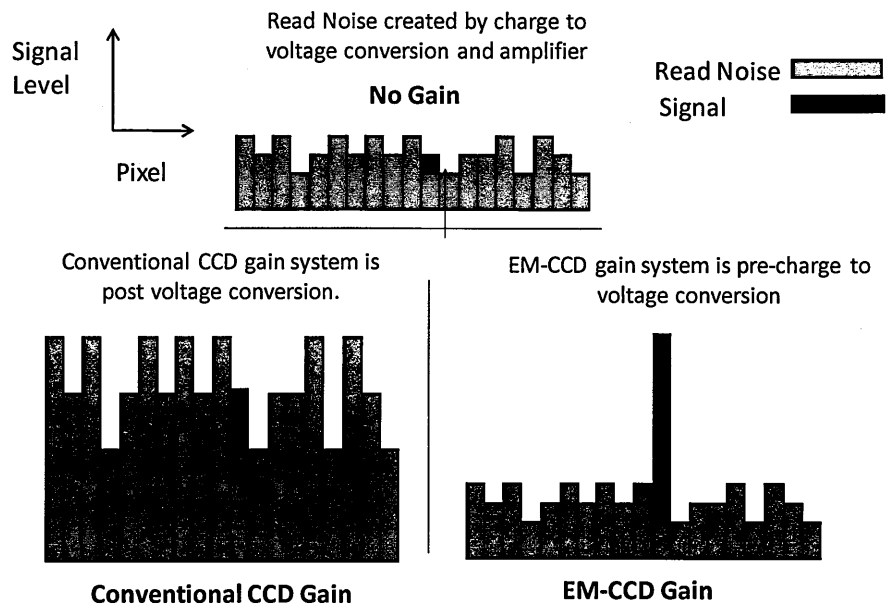 Read Noise created by charge to
voltage conversion and amplifier
No Gain
Signal
Level
Pixel
Read Noise
Signal
Conventional CCD gain system is
post voltage conversion.
EM-CCD gain system is pre-charge to
voltage conversion
Conventional CCD Gain
EM-CCD Gain